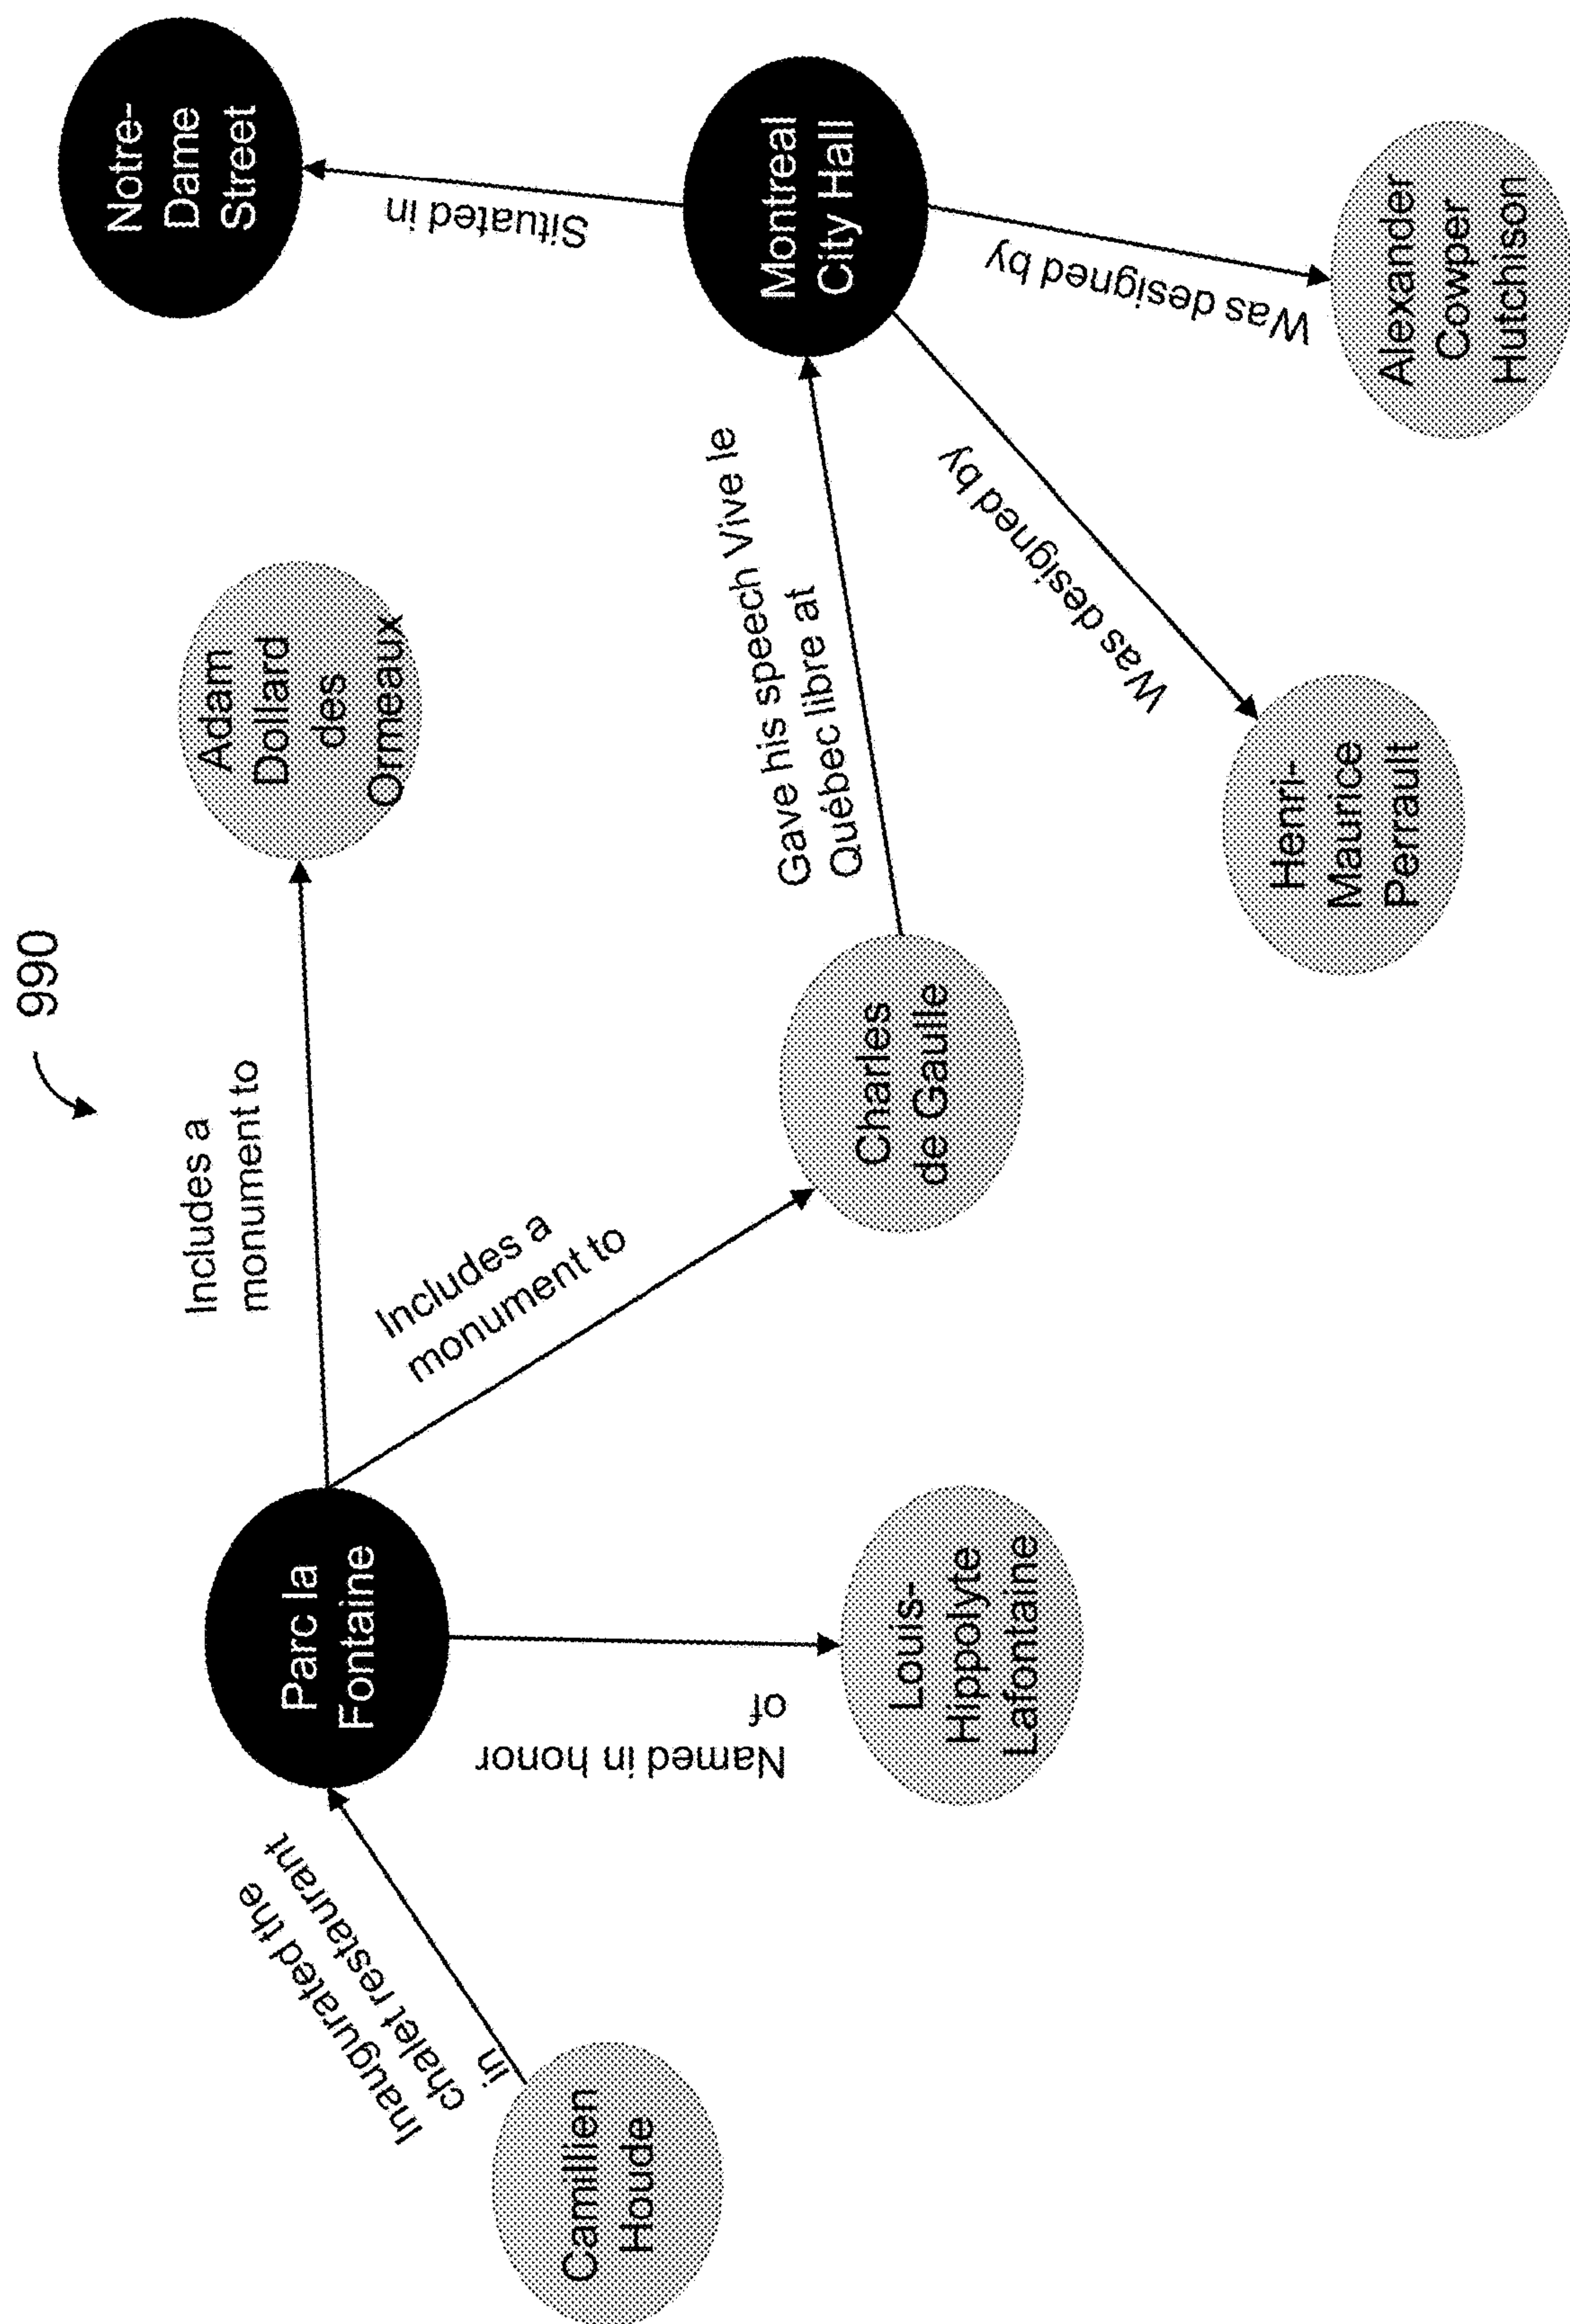 990
Notre-
Dame
Street
Situated in
Montreal
City Hall
Was designed by
Alexander
Cowper
Hutchison
Was designed by
Henri-
Maurice
Perrault
Gave his speech Vive le
Québec libre at
Charles
de Gaulle
Adam
Dollard
des
Ormeaux
Includes a
monument to
Includes a
monument to
Parc la
Fontaine
Named in honor
of
Louis-
Hippolyte
Lafontaine
Inaugurated the
chalet restaurant
in
Camillien
Houde